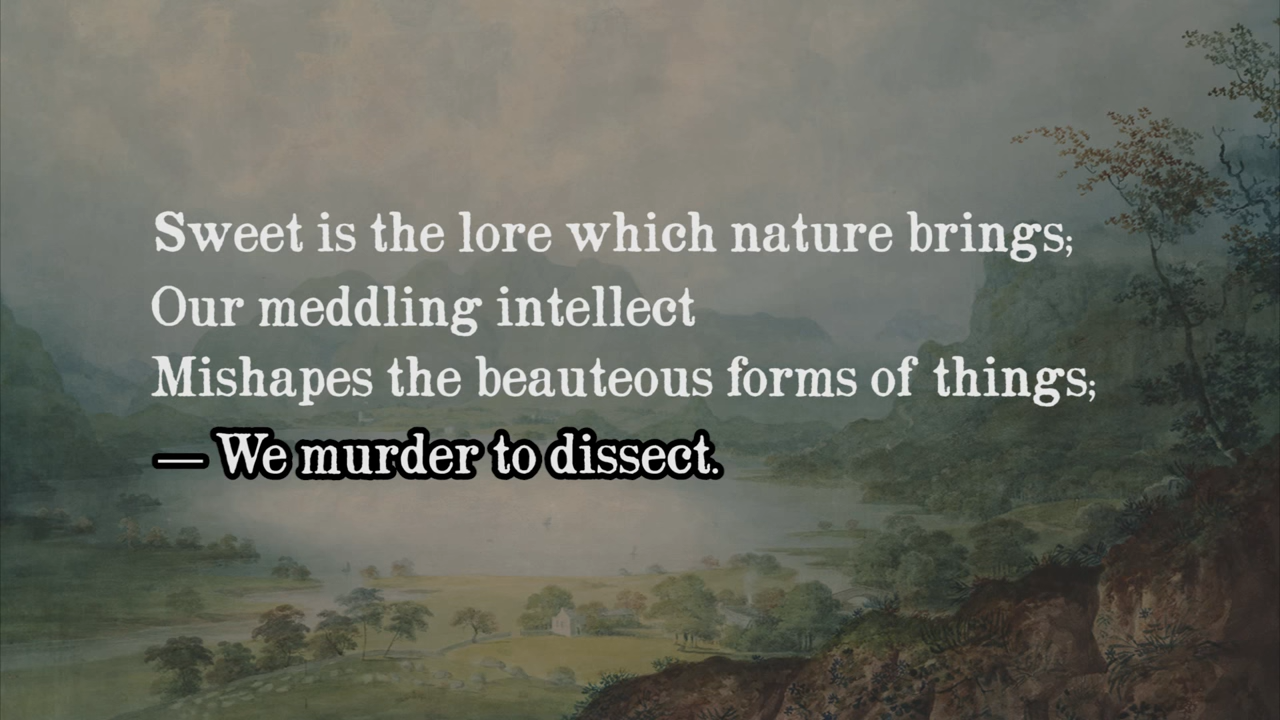 Sweet is the lore which nature brings;
Our meddling intellect
Mishapes the beauteous forms of things;
— We murder to dissect.